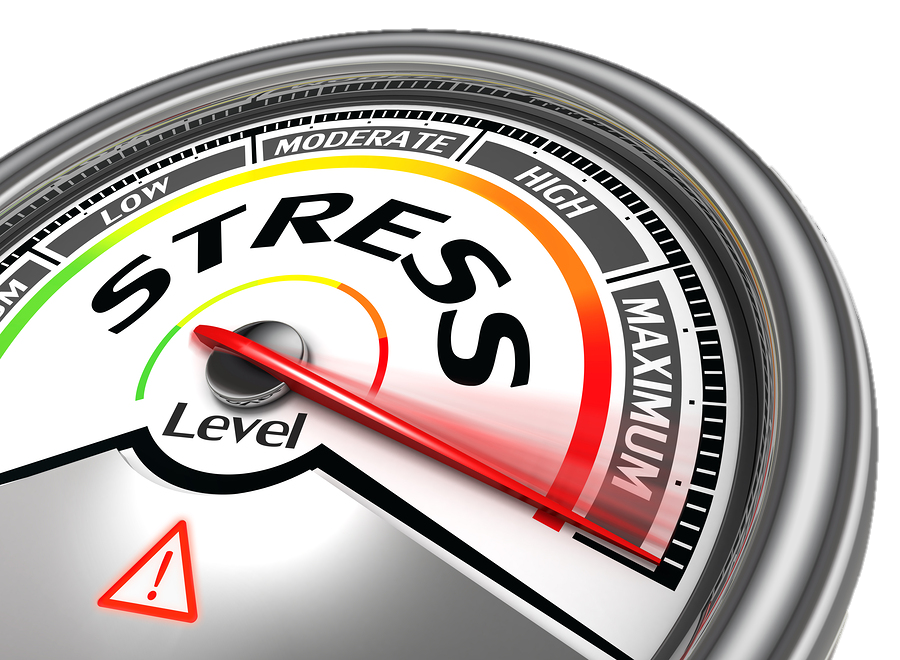 STRESS
Level
LOW
MODERATE
HIGH
MAXIMUM
!